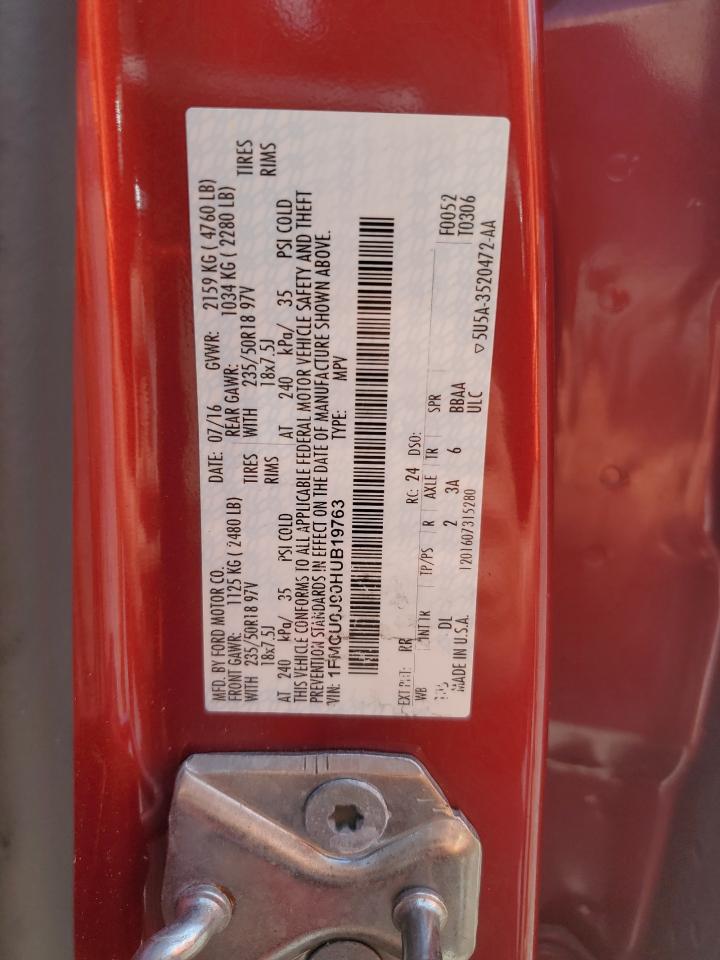 MFD. BY FORD MOTOR CO. DATE: 07/16 GVWR: 2159 KG ( 4760 LB)
FRONT GAWR: 1125 KG ( 2480 LB) REAR GAWR: 1034 KG ( 2280 LB)
WITH 235/50R18 97V TIRES WITH 235/50R18 97V TIRES
18x7.5J RIMS 18x7.5J RIMS
AT 240 kPa/ 35 PSI COLD AT 240 kPa/ 35 PSI COLD
THIS VEHICLE CONFORMS TO ALL APPLICABLE FEDERAL MOTOR VEHICLE SAFETY AND THEFT
PREVENTION STANDARDS IN EFFECT ON THE DATE OF MANUFACTURE SHOWN ABOVE.
VIN: 1FMCU0J90HUB19763 TYPE: MPV
EXT PNT: RR RC: 24 DSO: F0052
WB INT TR TP/PS R AXLE TR SPR T0306
DL 2 3A 6 BBAA
MADE IN U.S.A. 1201607315280 ULC
▽5U5A-3520472-AA